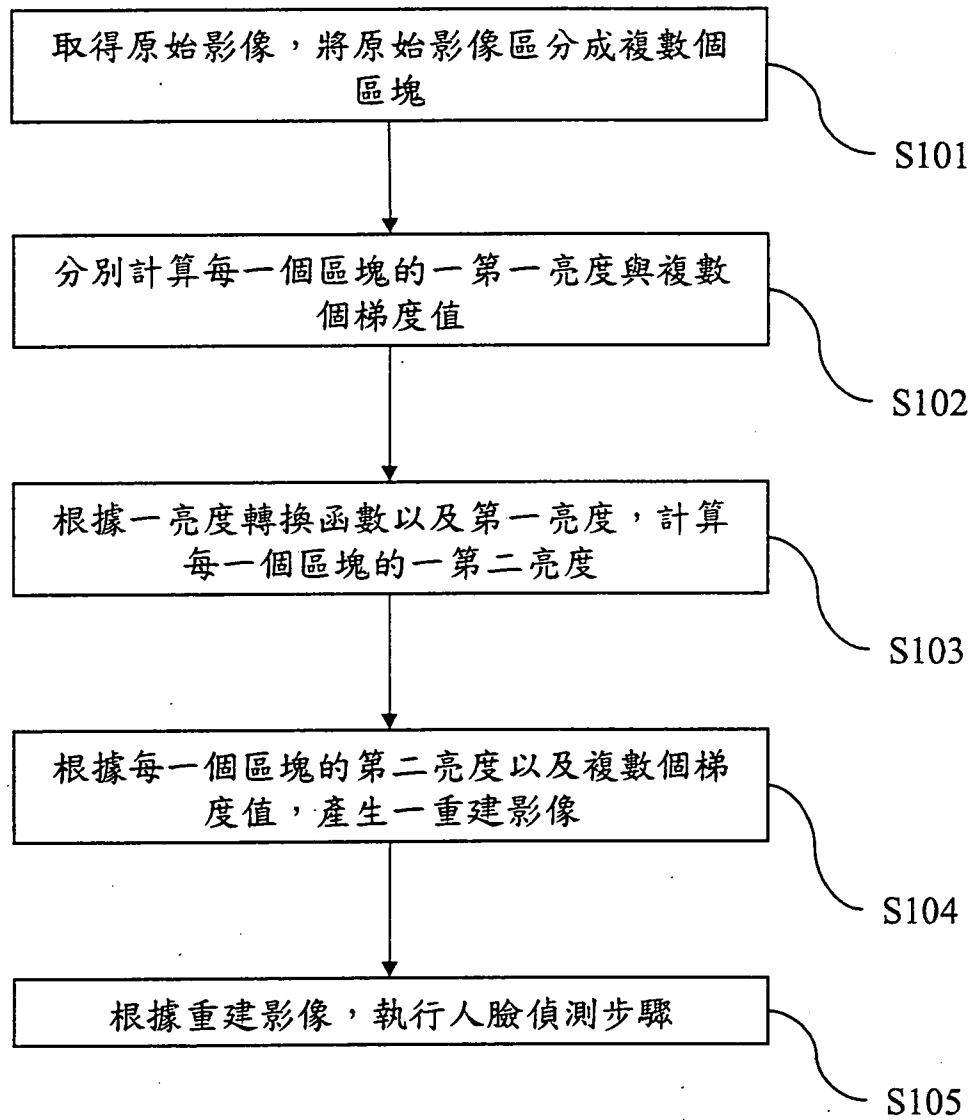 取得原始影像，將原始影像區分成複數個
區塊
S101
分別計算每一個區塊的一第一亮度與複數
個梯度值
S102
根據一亮度轉換函數以及第一亮度，計算
每一個區塊的一第二亮度
S103
根據每一個區塊的第二亮度以及複數個梯
度值，產生一重建影像
S104
根據重建影像，執行人臉偵測步驟
S105